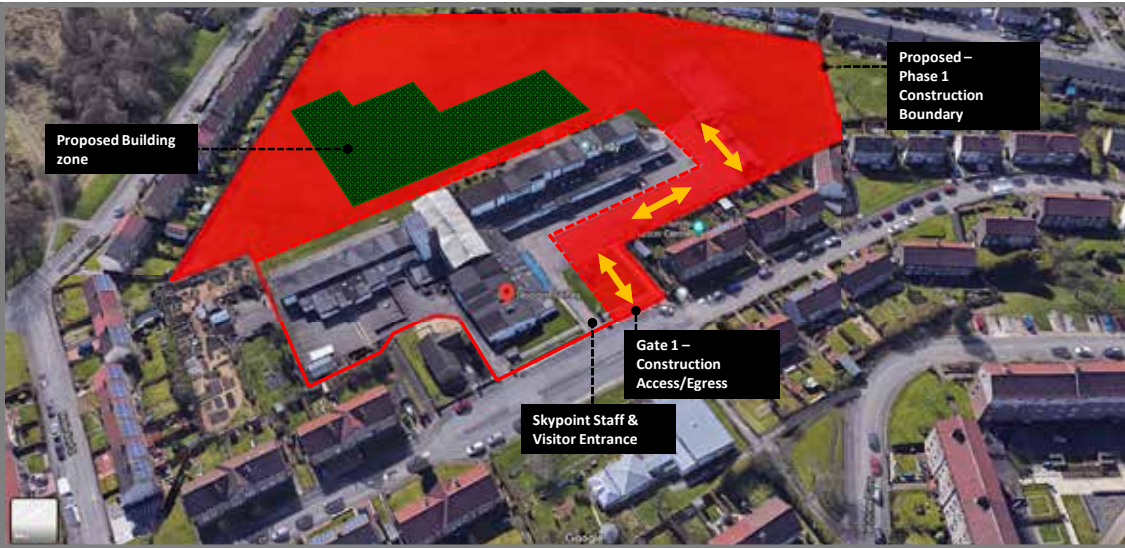 Proposed –
Phase 1
Construction
Boundary
Proposed Building
zone
Gate 1 –
Construction
Access/Egress
Skypoint Staff &
Visitor Entrance
Google